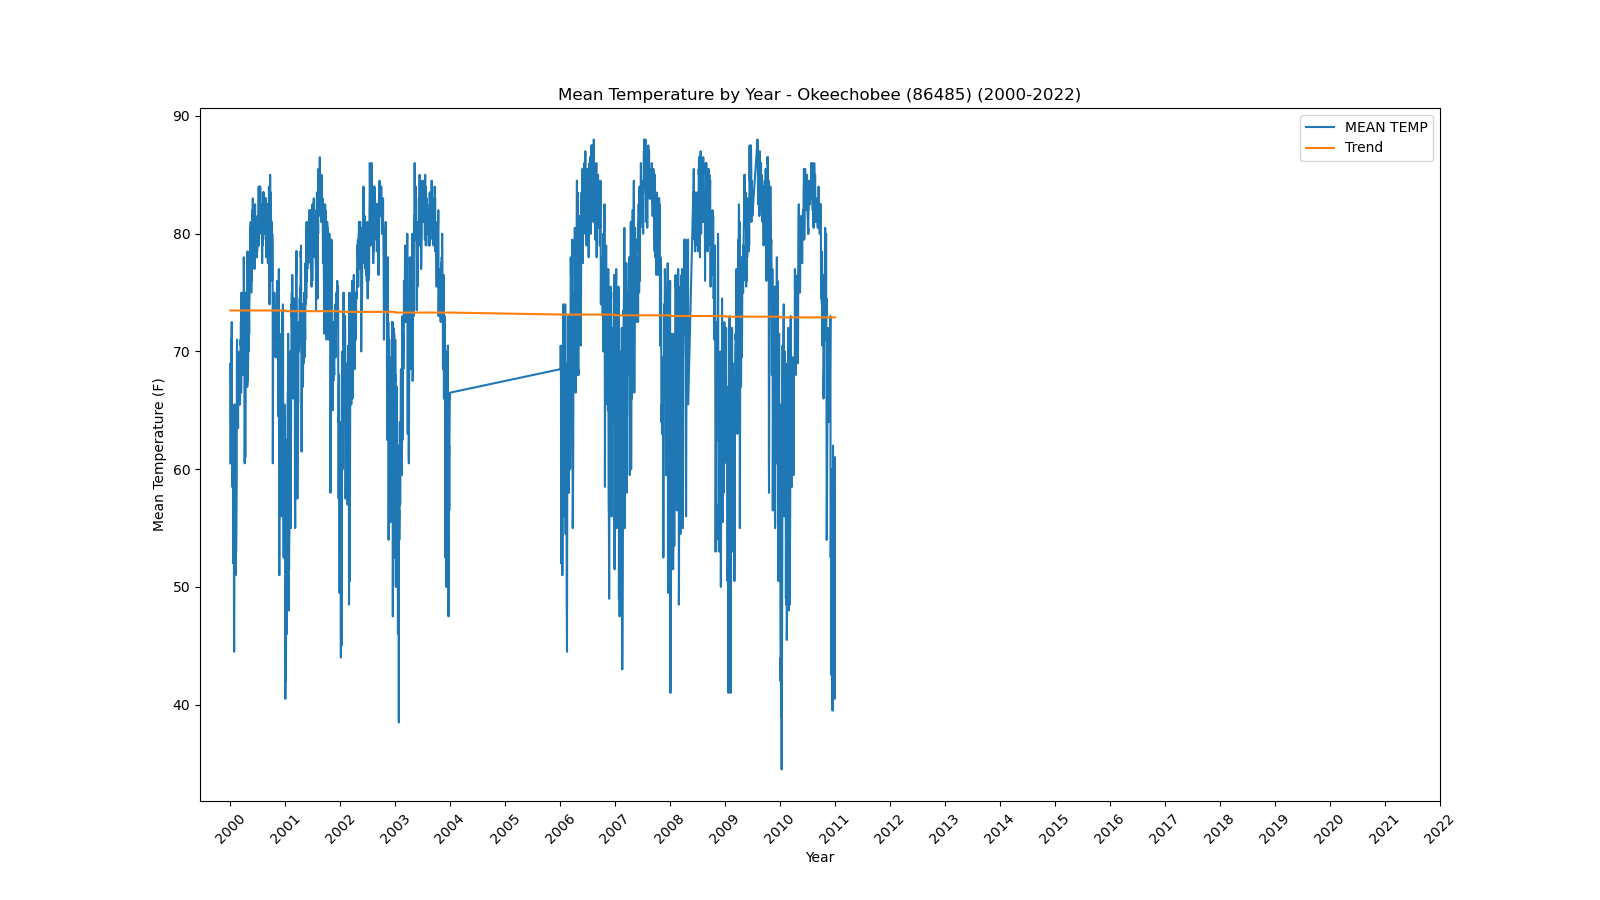 Mean Temperature by Year - Okeechobee (86485) (2000-2022)
MEAN TEMP
Trend
90
80
70
60
50
40
Mean Temperature (F)
2000 2001 2002 2003 2004 2005 2006 2007 2008 2009 2010 2011 2012 2013 2014 2015 2016 2017 2018 2019 2020 2021 2022
Year